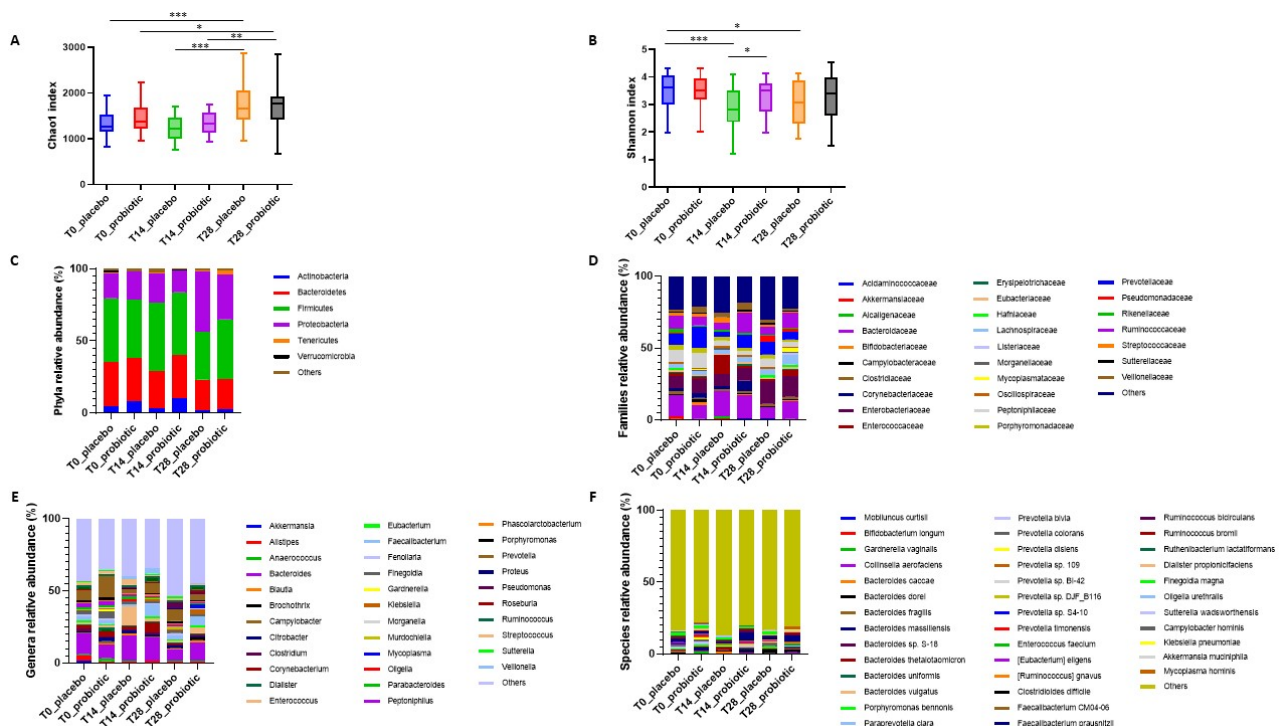 A
***
*
**
***
3000
2000
1000
0
Chao1 index
T0_placebo
T0_probiotic
T14_placebo
T14_probiotic
T28_placebo
T28_probiotic
B
*
***
*
5
4
3
2
1
0
Shannon index
T0_placebo
T0_probiotic
T14_placebo
T14_probiotic
T28_placebo
T28_probiotic
C
100
50
0
Phyla relative abundance (%)
T0_placebo
T0_probiotic
T14_placebo
T14_probiotic
T28_placebo
T28_probiotic
Actinobacteria
Bacteroidetes
Firmicutes
Proteobacteria
Tenericutes
Verrucomicrobia
Others
D
100
50
0
Families relative abundance (%)
T0_placebo
T0_probiotic
T14_placebo
T14_probiotic
T28_placebo
T28_probiotic
Acidaminococcaceae
Akkermansiaceae
Alcaligenaceae
Bacteroidaceae
Bifidobacteriaceae
Campylobacteraceae
Clostridiaceae
Corynebacteriaceae
Enterobacteriaceae
Enterococcaceae
Erysipelotrichaceae
Eubacteriaceae
Hafniaceae
Lachnospiraceae
Listeriaceae
Morganellaceae
Mycoplasmataceae
Oscillospiraceae
Peptoniphilaceae
Porphyromonadaceae
Prevotellaceae
Pseudomonadaceae
Rikenellaceae
Ruminococcaceae
Streptococcaceae
Sutterellaceae
Veillonellaceae
Others
E
100
50
0
Genera relative abundance (%)
T0_placebo
T0_probiotic
T14_placebo
T14_probiotic
T28_placebo
T28_probiotic
Akkermansia
Alistipes
Anaerococcus
Bacteroides
Blautia
Brochothrix
Campylobacter
Citrobacter
Clostridium
Corynebacterium
Dialister
Enterococcus
Eubacterium
Faecalibacterium
Fenollaria
Finegoldia
Gardnerella
Klebsiella
Morganella
Murdochiella
Mycoplasma
Oligella
Parabacteroides
Peptoniphilus
Phascolarctobacterium
Porphyromonas
Prevotella
Proteus
Pseudomonas
Roseburia
Ruminococcus
Streptococcus
Sutterella
Veillonella
Others
F
100
50
0
Species relative abundance (%)
T0_placebo
T0_probiotic
T14_placebo
T14_probiotic
T28_placebo
T28_probiotic
Mobiluncus curtisii
Bifidobacterium longum
Gardnerella vaginalis
Collinsella aerofaciens
Bacteroides caccae
Bacteroides dorei
Bacteroides fragilis
Bacteroides massiliensis
Bacteroides sp. S-18
Bacteroides thetaiotaomicron
Bacteroides uniformis
Bacteroides vulgatus
Porphyromonas bennonis
Paraprevotella clara
Prevotella bivia
Prevotella colorans
Prevotella disiens
Prevotella sp. 109
Prevotella sp. BI-42
Prevotella sp. DJF_B116
Prevotella sp. S4-10
Prevotella timonensis
Enterococcus faecium
[Eubacterium] eligens
[Ruminococcus] gnavus
Clostridioides difficile
Faecalibacterium CM04-06
Faecalibacterium prausnitzii
Ruminococcus bicirculans
Ruminococcus bromii
Ruthenibacterium lactatiformans
Dialister propionicifaciens
Finegoldia magna
Oligella urethralis
Sutterella wadsworthensis
Campylobacter hominis
Klebsiella pneumoniae
Akkermansia muciniphila
Mycoplasma hominis
Others